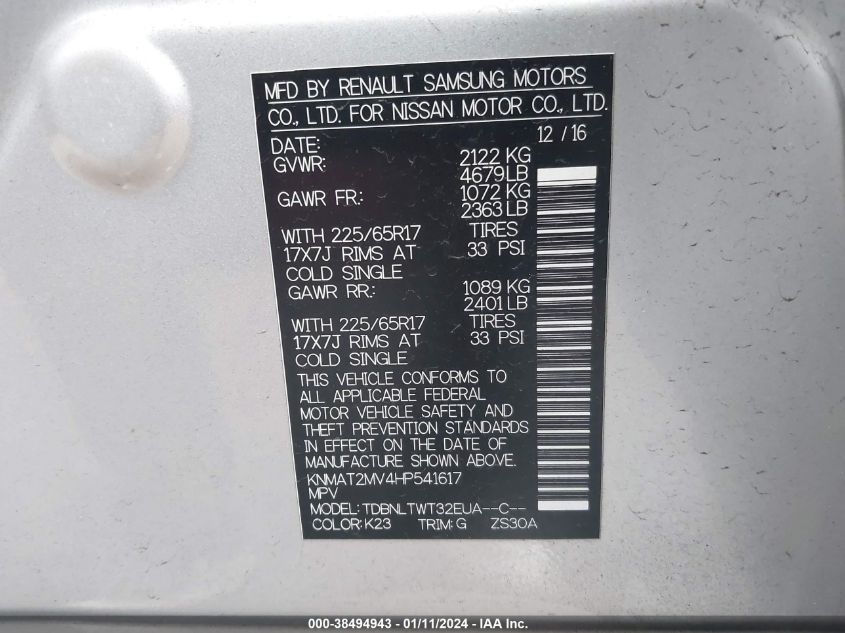 MFD BY RENAULT SAMSUNG MOTORS
CO., LTD. FOR NISSAN MOTOR CO., LTD.
DATE: 12 / 16
GVWR: 2122 KG
4679 LB
GAWR FR.: 1072 KG
2363 LB
WITH 225/65R17 TIRES
17X7J RIMS AT 33 PSI
COLD SINGLE
GAWR RR.: 1089 KG
2401 LB
WITH 225/65R17 TIRES
17X7J RIMS AT 33 PSI
COLD SINGLE
THIS VEHICLE CONFORMS TO
ALL APPLICABLE FEDERAL
MOTOR VEHICLE SAFETY AND
THEFT PREVENTION STANDARDS
IN EFFECT ON THE DATE OF
MANUFACTURE SHOWN ABOVE.
KNMAT2MV4HP541617
MPV
MODEL: TDBNLTWT32EUA--C--
COLOR: K23 TRIM: G ZS30A
000-38494943 - 01/11/2024 - IAA Inc.